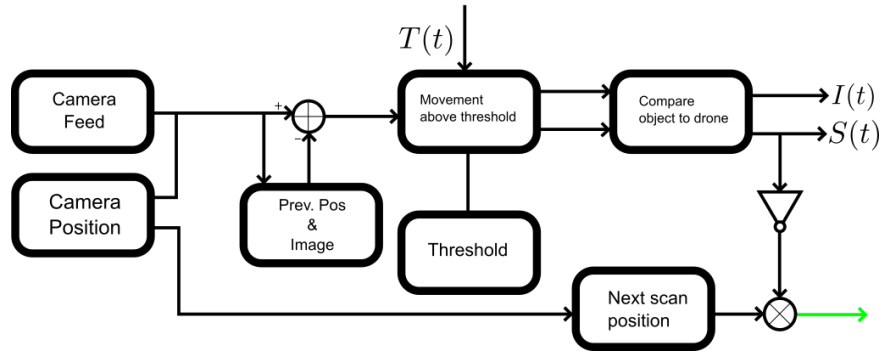 T(t)
Camera
Feed
+
−
Movement
above threshold
Compare
object to drone
I(t)
S(t)
Camera
Position
Prev. Pos
&
Image
Threshold
Next scan
position